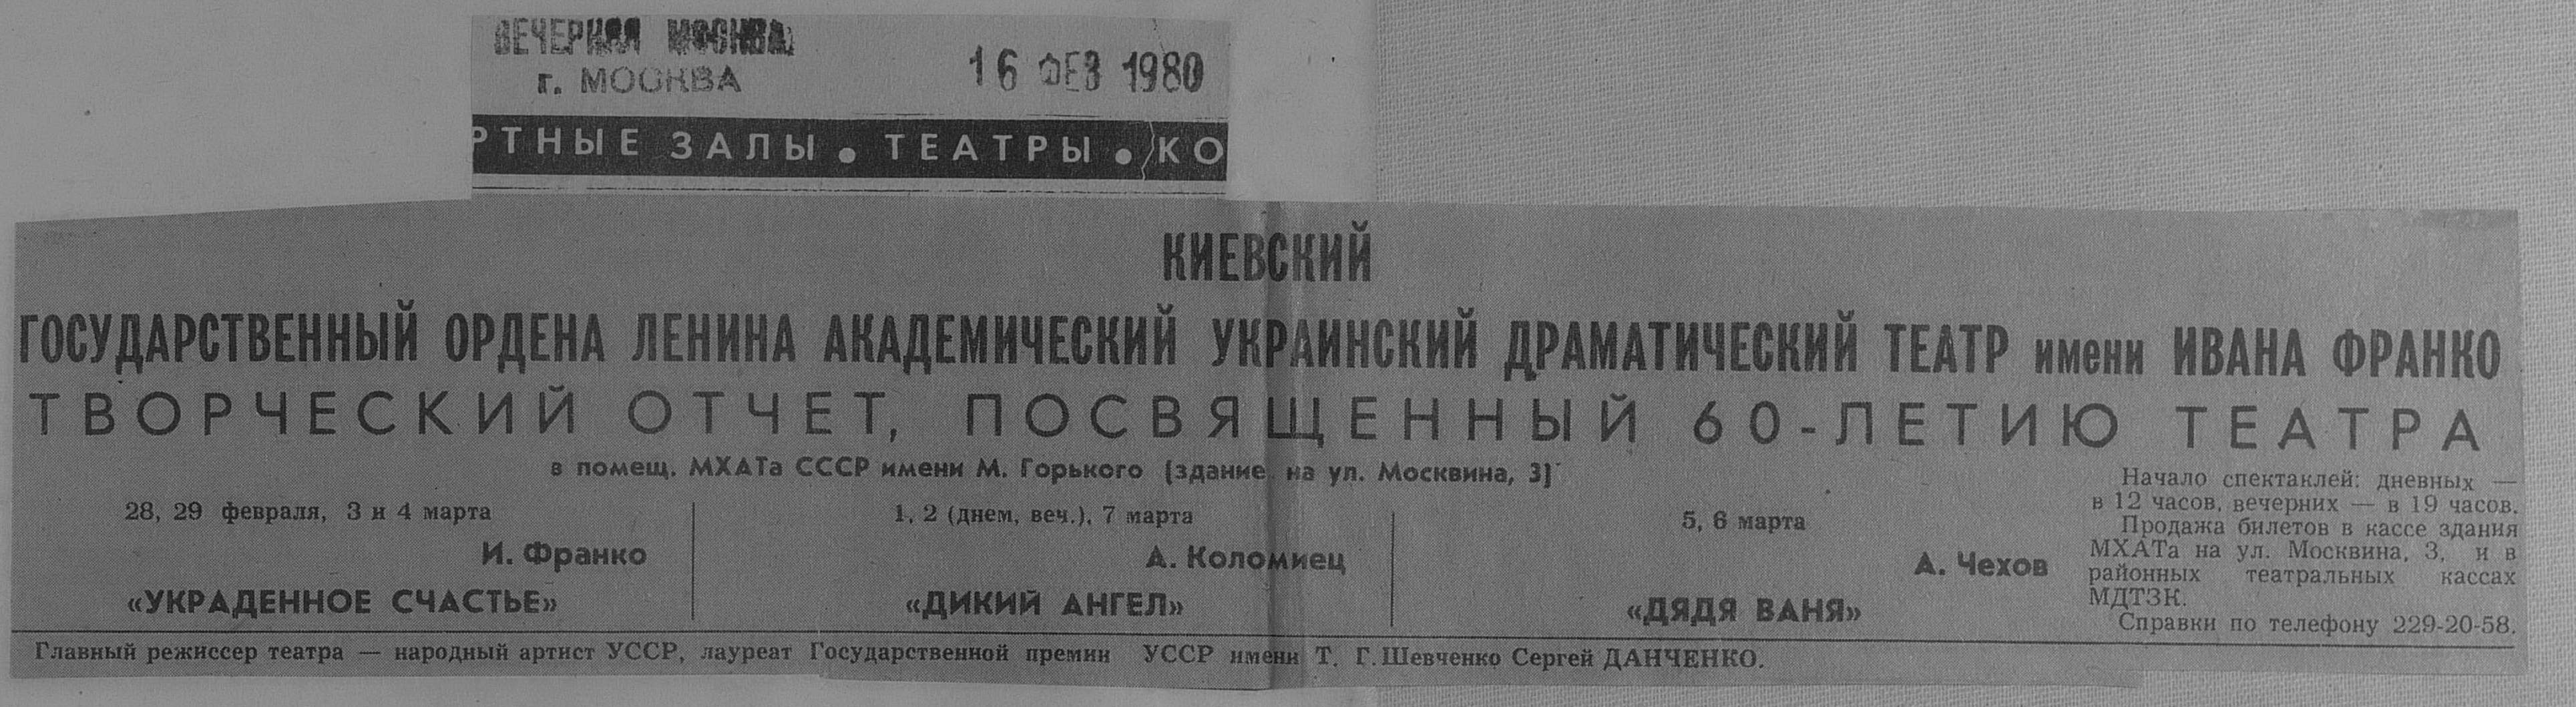 ВЕЧЕРНЯЯ МОСКВА
г. МОСКВА
16 ФЕВ 1980
РТНЫЕ ЗАЛЫ • ТЕАТРЫ • КО
КИЕВСКИЙ
ГОСУДАРСТВЕННЫЙ ОРДЕНА ЛЕНИНА АКАДЕМИЧЕСКИЙ УКРАИНСКИЙ ДРАМАТИЧЕСКИЙ ТЕАТР имени ИВАНА ФРАНКО
ТВОРЧЕСКИЙ ОТЧЕТ, ПОСВЯЩЕННЫЙ 60-ЛЕТИЮ ТЕАТРА
в помещ. МХАТа СССР имени М. Горького (здание на ул. Москвина, 3)
28, 29 февраля, 3 и 4 марта
И. Франко
«УКРАДЕННОЕ СЧАСТЬЕ»
1, 2 (днем, веч.), 7 марта
А. Коломиец
«ДИКИЙ АНГЕЛ»
5, 6 марта
А. Чехов
«ДЯДЯ ВАНЯ»
Начало спектаклей: дневных —
в 12 часов, вечерних — в 19 часов.
Продажа билетов в кассе здания
МХАТа на ул. Москвина, 3, и в
районных театральных кассах
МДТЗК.
Справки по телефону 229-20-58.
Главный режиссер театра — народный артист УССР, лауреат Государственной премии УССР имени Т. Г. Шевченко Сергей ДАНЧЕНКО.